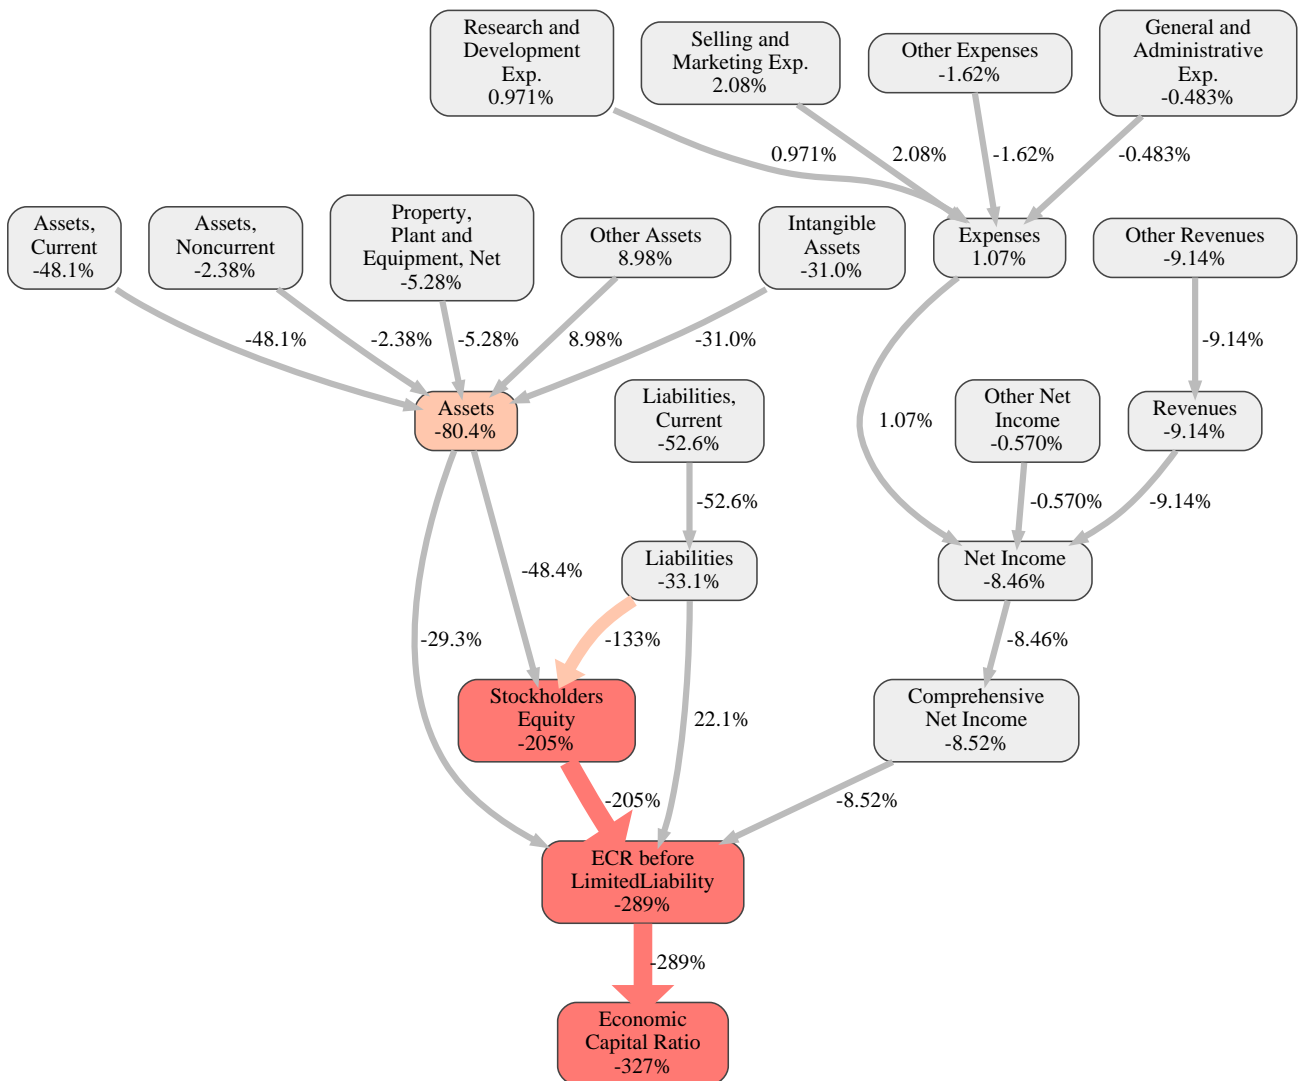 Research and
Development
Exp.
0.971%
Selling and
Marketing Exp.
2.08%
Other Expenses
-1.62%
General and
Administrative
Exp.
-0.483%
0.971%
2.08%
-1.62%
-0.483%
Assets,
Current
-48.1%
Assets,
Noncurrent
-2.38%
Property,
Plant and
Equipment, Net
-5.28%
Other Assets
8.98%
Intangible
Assets
-31.0%
Expenses
1.07%
Other Revenues
-9.14%
-48.1%
-2.38%
-5.28%
8.98%
-31.0%
-9.14%
Assets
-80.4%
Liabilities,
Current
-52.6%
1.07%
Other Net
Income
-0.570%
Revenues
-9.14%
-52.6%
-0.570%
-9.14%
-48.4%
Liabilities
-33.1%
Net Income
-8.46%
-29.3%
-133%
-8.46%
Stockholders
Equity
-205%
22.1%
Comprehensive
Net Income
-8.52%
-205%
-8.52%
ECR before
LimitedLiability
-289%
-289%
Economic
Capital Ratio
-327%